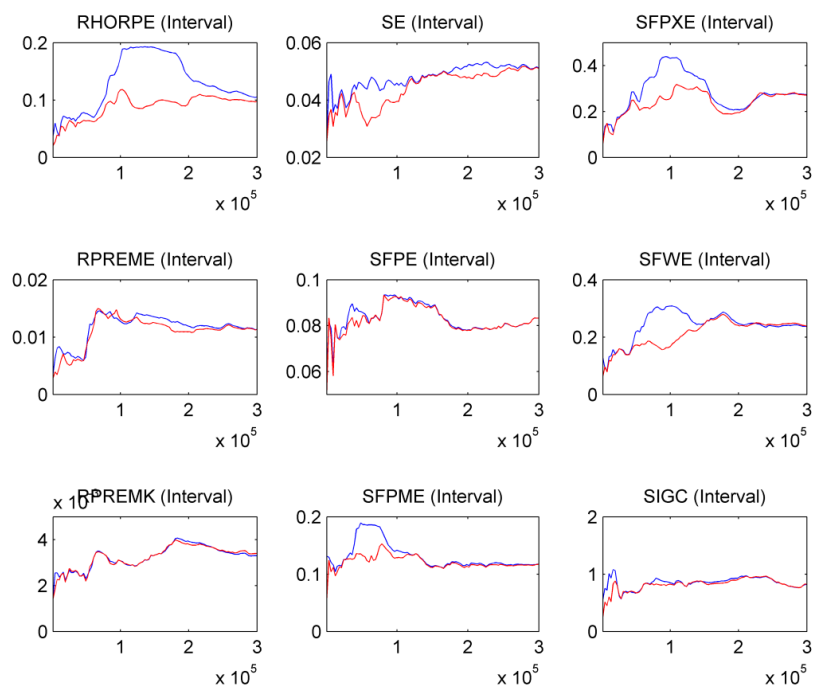 RHORPE (Interval) SE (Interval) SFPXE (Interval)
0.2 0.06
0.4
0.1 0.04
0.2
0 0.02 0
1 2 3 1 2 3 1 2 3
x 10^5 x 10^5 x 10^5
RPREME (Interval) SFPE (Interval) SFWE (Interval)
0.02 0.1 0.4
0.01 0.08 0.2
0 0.06 0
1 2 3 1 2 3 1 2 3
x 10^5 x 10^5 x 10^5
RPREMK (Interval) SFPME (Interval) SIGC (Interval)
0.2 2
4
0.1 1
2
0 0 0
1 2 3 1 2 3 1 2 3
x 10^5 x 10^5 x 10^5